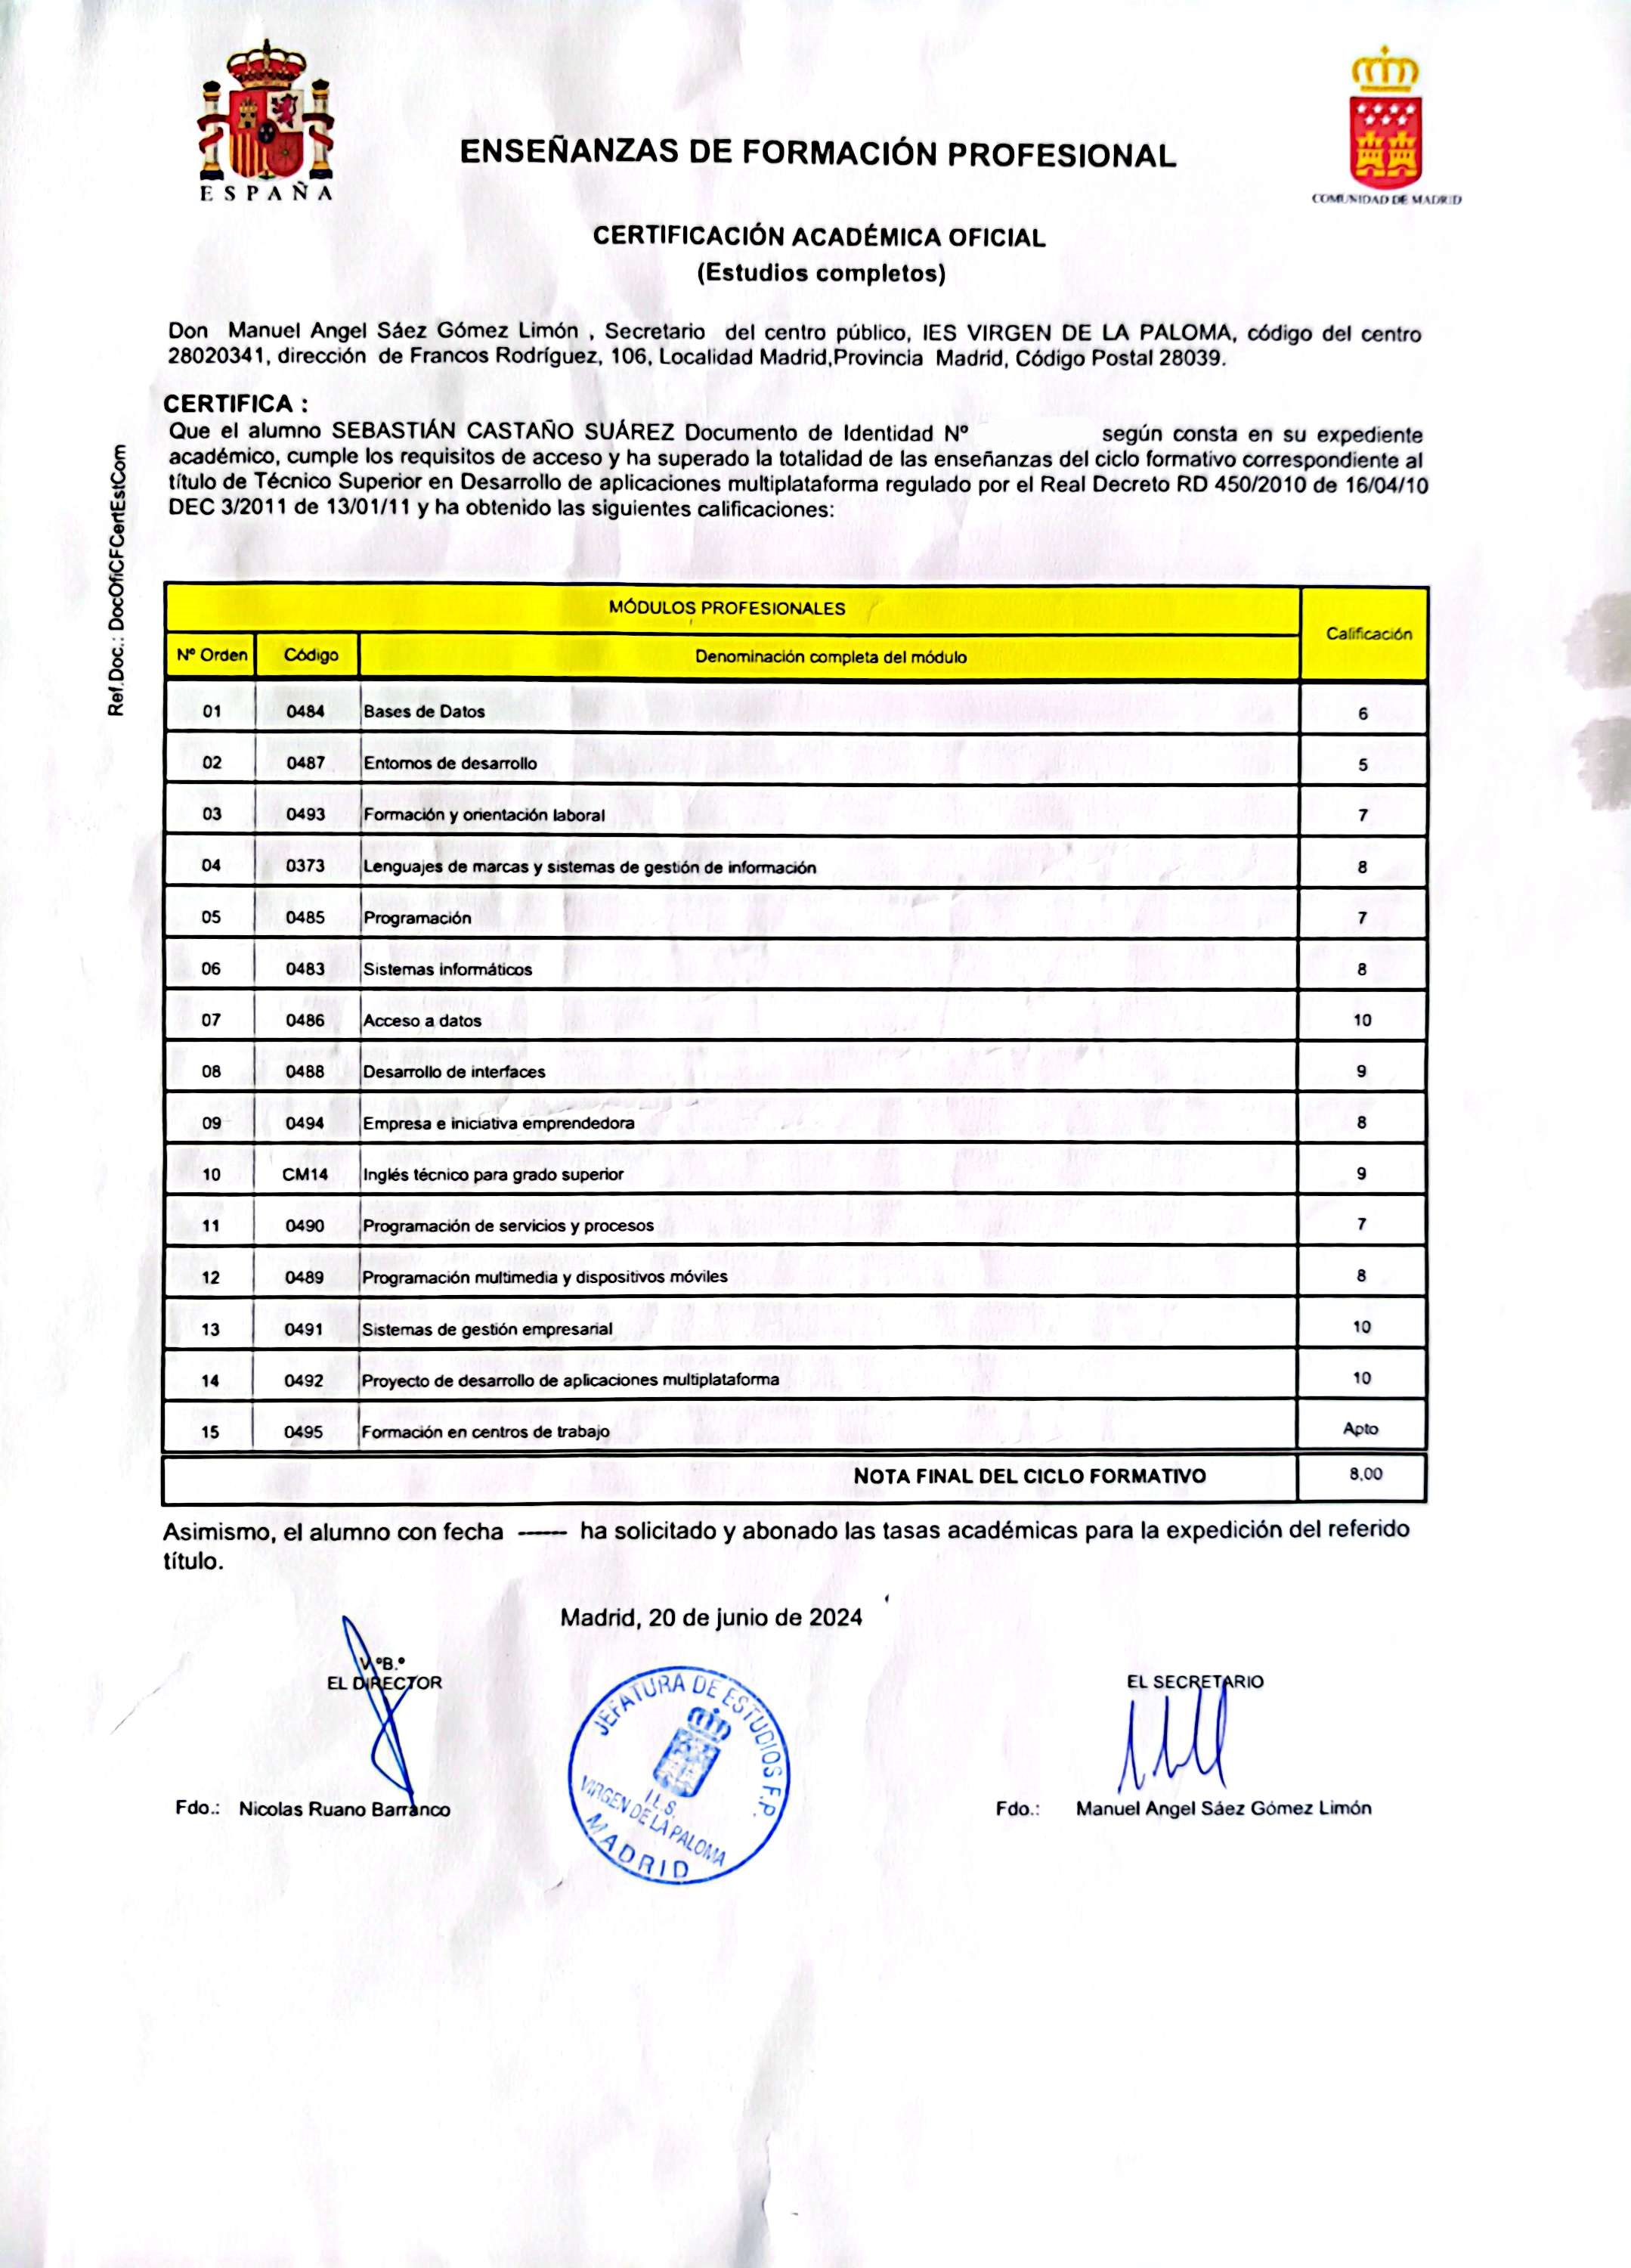 ESPAÑA
COMUNIDAD DE MADRID
ENSEÑANZAS DE FORMACIÓN PROFESIONAL
CERTIFICACIÓN ACADÉMICA OFICIAL
(Estudios completos)
Don Manuel Angel Sáez Gómez Limón , Secretario del centro público, IES VIRGEN DE LA PALOMA, código del centro
28020341, dirección de Francos Rodríguez, 106, Localidad Madrid,Provincia Madrid, Código Postal 28039.
CERTIFICA :
Que el alumno SEBASTIÁN CASTAÑO SUÁREZ Documento de Identidad Nº según consta en su expediente
académico, cumple los requisitos de acceso y ha superado la totalidad de las enseñanzas del ciclo formativo correspondiente al
título de Técnico Superior en Desarrollo de aplicaciones multiplataforma regulado por el Real Decreto RD 450/2010 de 16/04/10
DEC 3/2011 de 13/01/11 y ha obtenido las siguientes calificaciones:
Ref.Doc.: DocOfiCFCertEstCom
MÓDULOS PROFESIONALES
Calificación
Nº Orden Código Denominación completa del módulo
01 0484 Bases de Datos 6
02 0487 Entornos de desarrollo 5
03 0493 Formación y orientación laboral 7
04 0373 Lenguajes de marcas y sistemas de gestión de información 8
05 0485 Programación 7
06 0483 Sistemas informáticos 8
07 0486 Acceso a datos 10
08 0488 Desarrollo de interfaces 9
09 0494 Empresa e iniciativa emprendedora 8
10 CM14 Inglés técnico para grado superior 9
11 0490 Programación de servicios y procesos 7
12 0489 Programación multimedia y dispositivos móviles 8
13 0491 Sistemas de gestión empresarial 10
14 0492 Proyecto de desarrollo de aplicaciones multiplataforma 10
15 0495 Formación en centros de trabajo Apto
NOTA FINAL DEL CICLO FORMATIVO 8,00
Asimismo, el alumno con fecha ------ ha solicitado y abonado las tasas académicas para la expedición del referido
título.
Madrid, 20 de junio de 2024
V.ºB.º
EL DIRECTOR
EL SECRETARIO
JEFATURA DE ESTUDIOS F.P.
I.E.S.
VIRGEN DE LA PALOMA
MADRID
Fdo.: Nicolas Ruano Barranco
Fdo.: Manuel Angel Sáez Gómez Limón